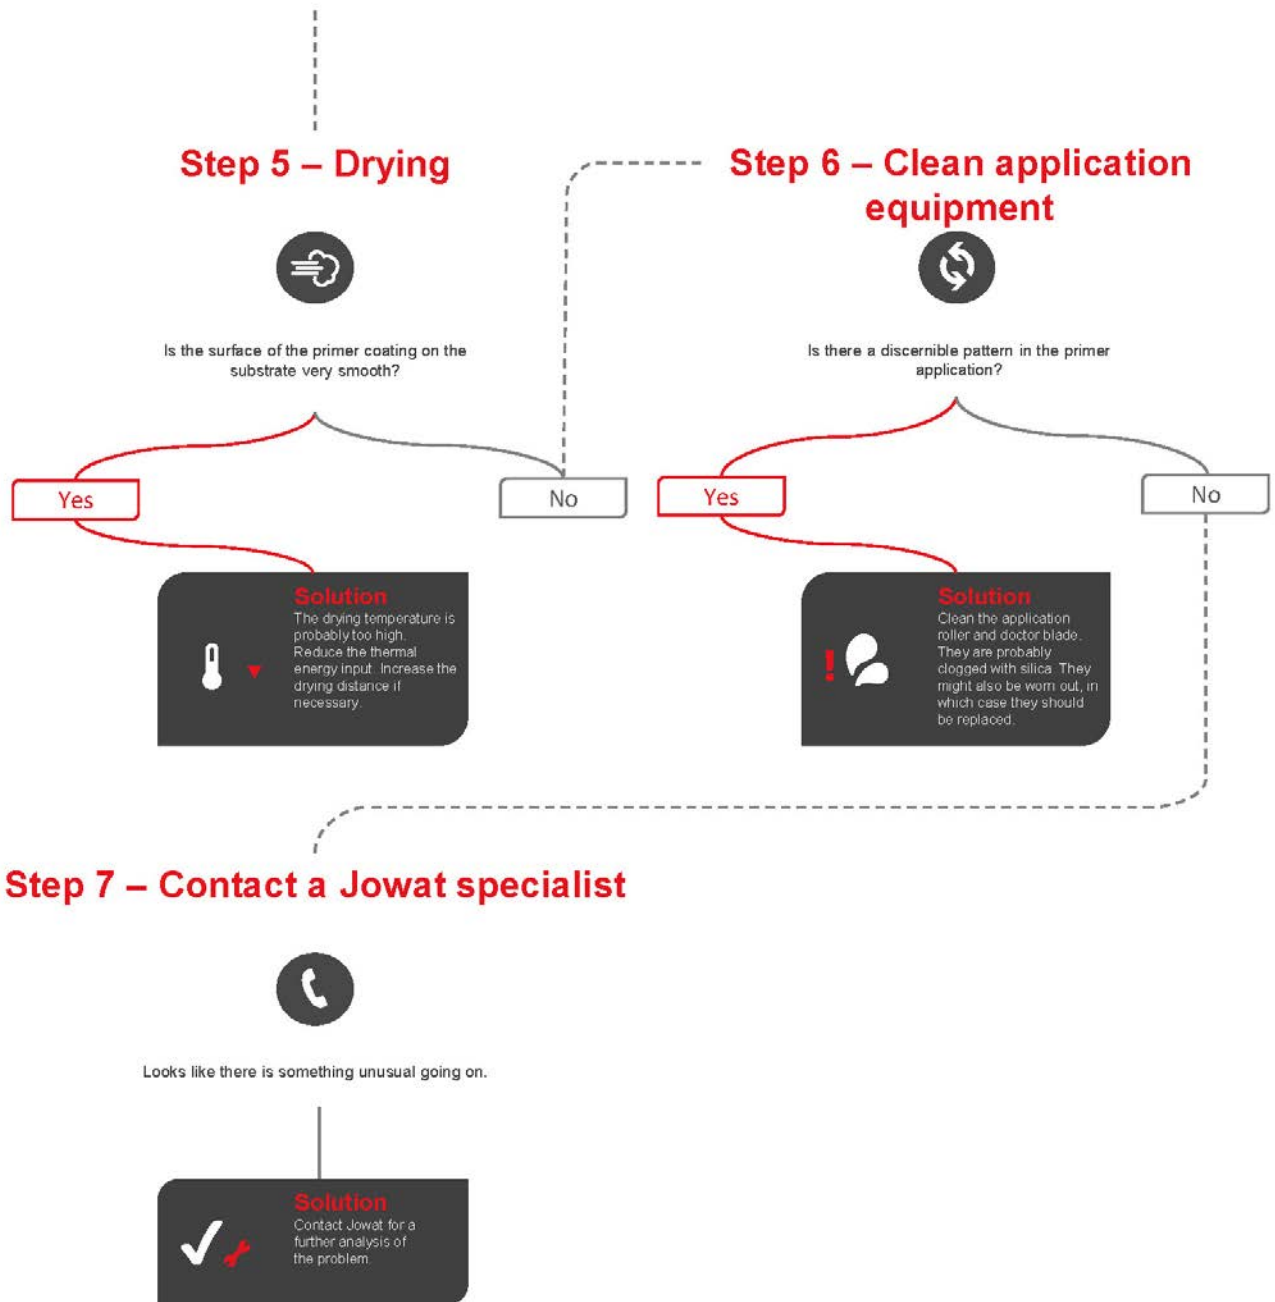 Step 5 – Drying
Is the surface of the primer coating on the
substrate very smooth?
Yes
No
Solution
The drying temperature is
probably too high.
Reduce the thermal
energy input. Increase the
drying distance if
necessary.
Step 6 – Clean application
equipment
Is there a discernible pattern in the primer
application?
Yes
No
Solution
Clean the application
roller and doctor blade.
They are probably
clogged with silica. They
might also be worn out, in
which case they should
be replaced.
Step 7 – Contact a Jowat specialist
Looks like there is something unusual going on.
Solution
Contact Jowat for a
further analysis of
the problem.